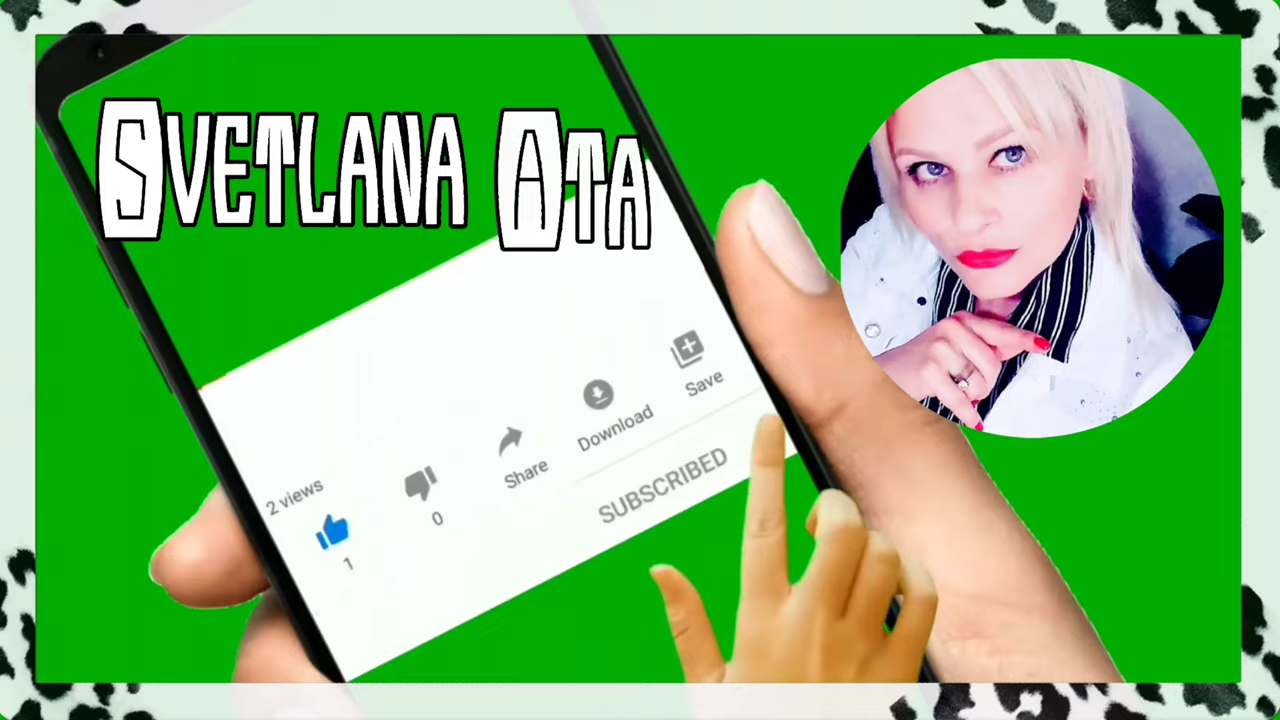 Svetlana Ata
Save
Download
Share
2 views
0
1
SUBSCRIBED